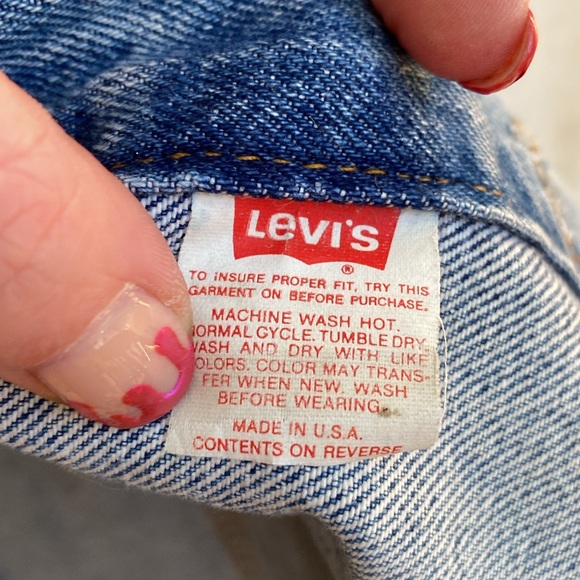 LEVI'S
®
TO INSURE PROPER FIT, TRY THIS
GARMENT ON BEFORE PURCHASE.
MACHINE WASH HOT.
NORMAL CYCLE. TUMBLE DRY.
WASH AND DRY WITH LIKE
COLORS. COLOR MAY TRANS-
FER WHEN NEW. WASH
BEFORE WEARING.
MADE IN U.S.A.
CONTENTS ON REVERSE